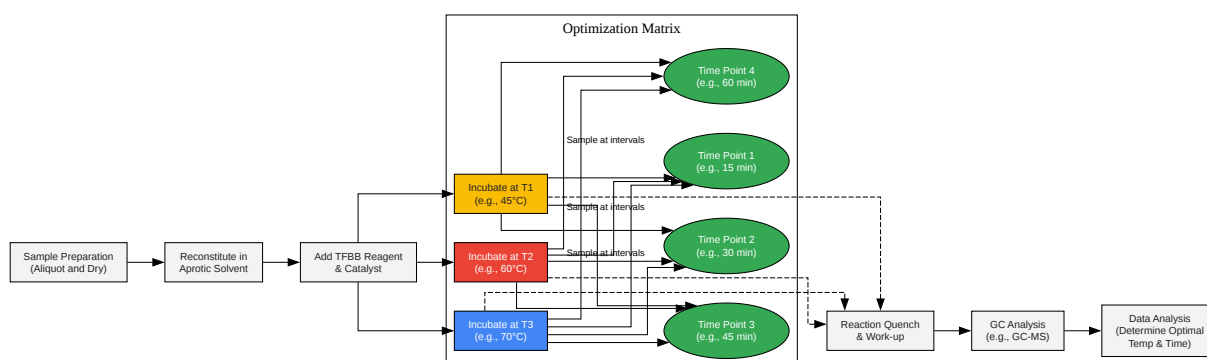 Optimization Matrix
Time Point 4
(e.g., 60 min)
Sample at intervals
Time Point 1
(e.g., 15 min)
Incubate at T1
(e.g., 45°C)
Sample at intervals
Time Point 2
(e.g., 30 min)
Sample at intervals
Sample Preparation
(Aliquot and Dry)
Reconstitute in
Aprotic Solvent
Add TFBB Reagent
& Catalyst
Incubate at T2
(e.g., 60°C)
Incubate at T3
(e.g., 70°C)
Time Point 3
(e.g., 45 min)
Reaction Quench
& Work-up
GC Analysis
(e.g., GC-MS)
Data Analysis
(Determine Optimal
Temp & Time)